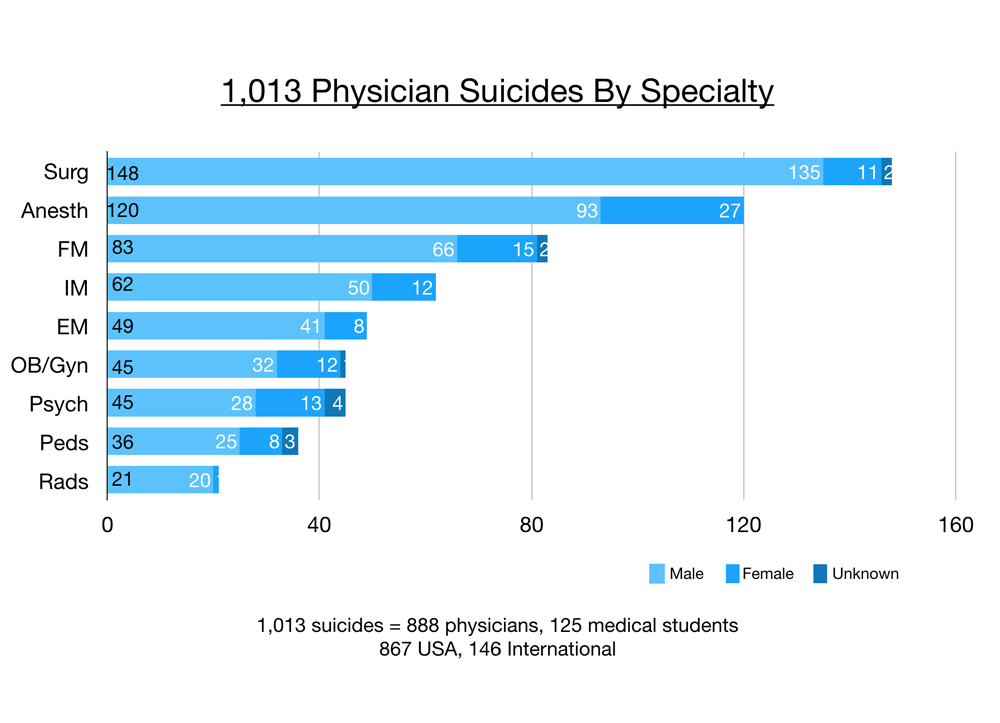 1,013 Physician Suicides By Specialty
Surg 148 135 11 2
Anesth 120 93 27
FM 83 66 15 2
IM 62 50 12
EM 49 41 8
OB/Gyn 45 32 12
Psych 45 28 13 4
Peds 36 25 8 3
Rads 21 20
0 40 80 120 160
Male Female Unknown
1,013 suicides = 888 physicians, 125 medical students
867 USA, 146 International